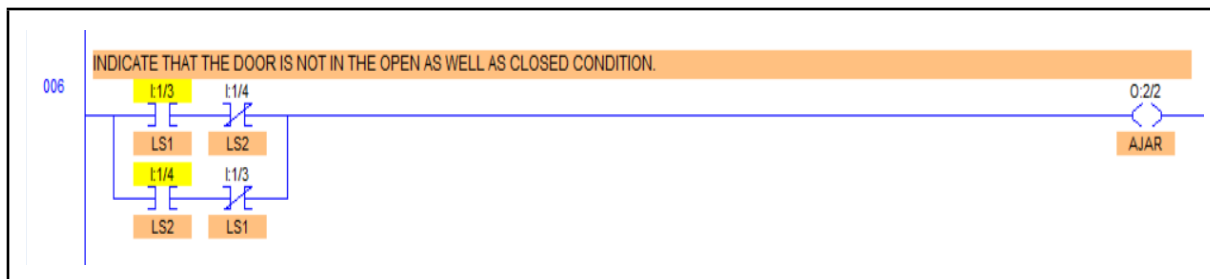 INDICATE THAT THE DOOR IS NOT IN THE OPEN AS WELL AS CLOSED CONDITION.
006
I:1/3 I:1/4 O:2/2
LS1 LS2 AJAR
I:1/4 I:1/3
LS2 LS1